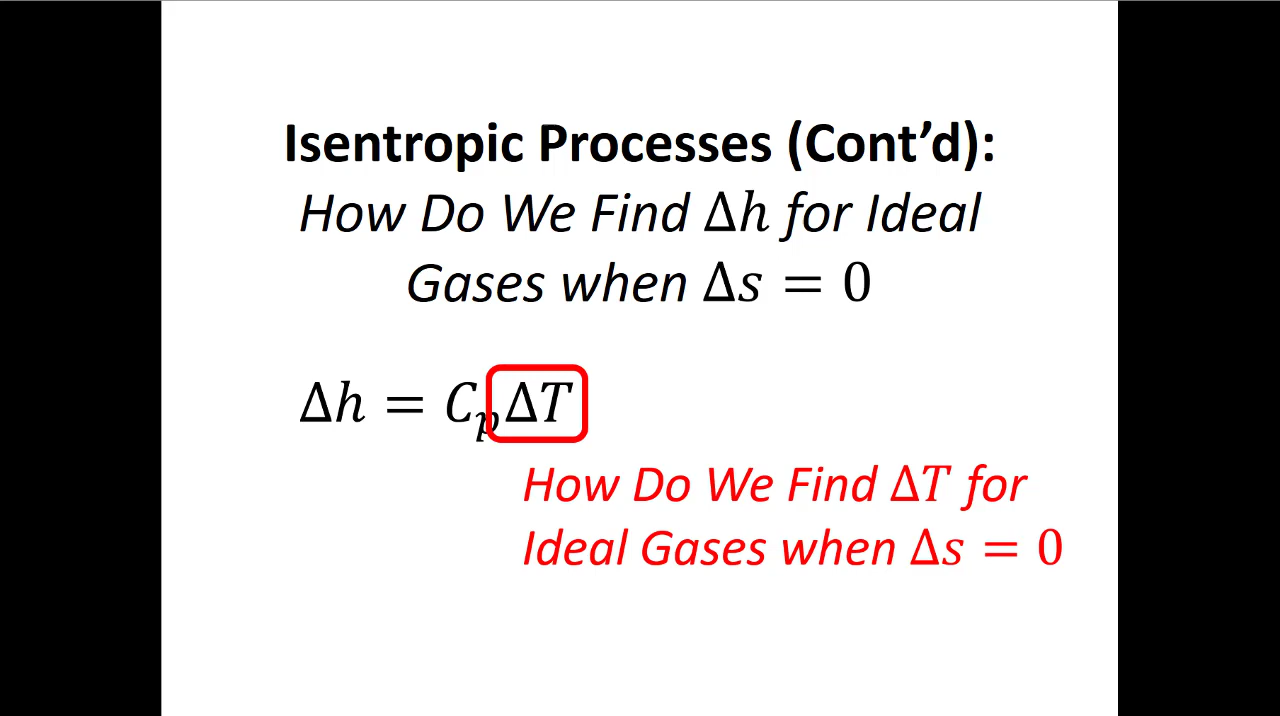 Isentropic Processes (Cont’d):
How Do We Find Δh for Ideal
Gases when Δs = 0
Δh = CₚΔT
How Do We Find ΔT for
Ideal Gases when Δs = 0